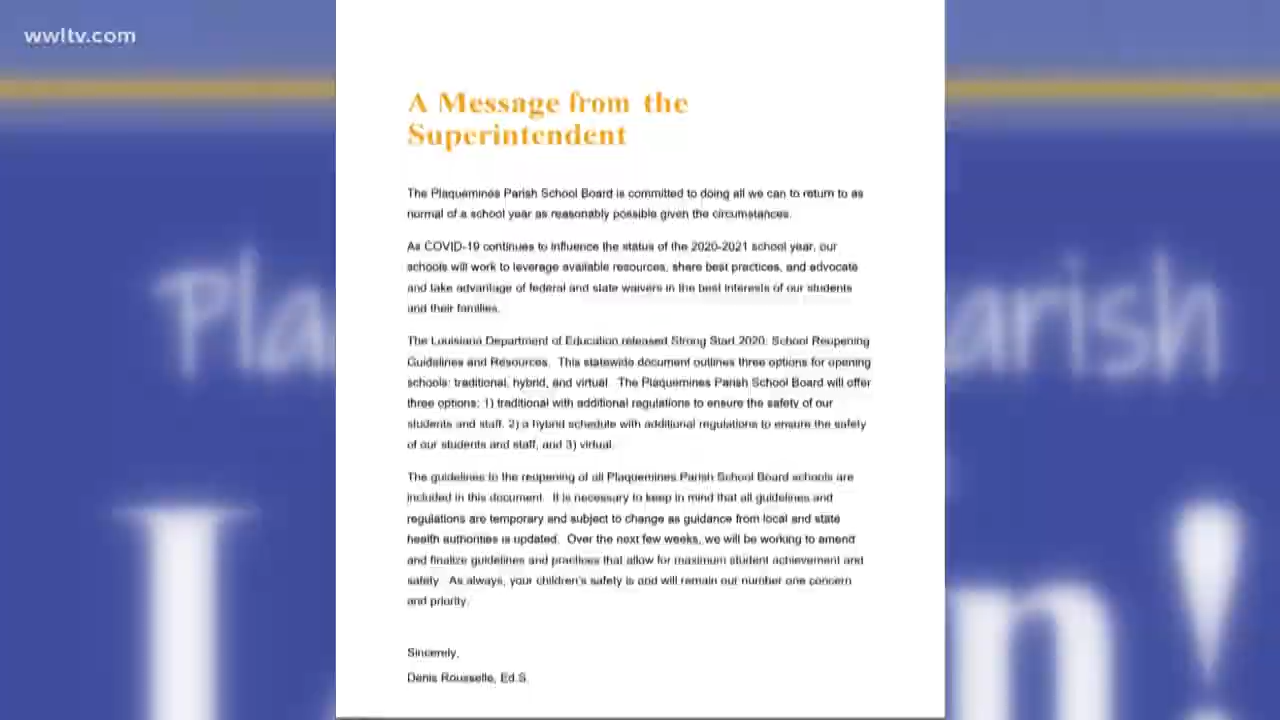 wwltv.com
A Message from the
Superintendent
The Plaquemines Parish School Board is committed to doing all we can to return to as
normal of a school year as reasonably possible given the circumstances.
As COVID-19 continues to influence the status of the 2020-2021 school year, our
schools will work to leverage available resources, share best practices, and advocate
and take advantage of federal and state waivers in the best interests of our students
and their families.
The Louisiana Department of Education released Strong Start 2020: School Reopening
Guidelines and Resources. This statewide document outlines three options for opening
schools: traditional, hybrid, and virtual. The Plaquemines Parish School Board will offer
three options: 1) traditional with additional regulations to ensure the safety of our
students and staff, 2) a hybrid schedule with additional regulations to ensure the safety
of our students and staff, and 3) virtual.
The guidelines to the reopening of all Plaquemines Parish School Board schools are
included in this document. It is necessary to keep in mind that all guidelines and
regulations are temporary and subject to change as guidance from local and state
health authorities is updated. Over the next few weeks, we will be working to amend
and finalize guidelines and practices that allow for maximum student achievement and
safety. As always, your children's safety is and will remain our number one concern
and priority.
Sincerely,
Denis Rousselle, Ed.S.
Pla arish